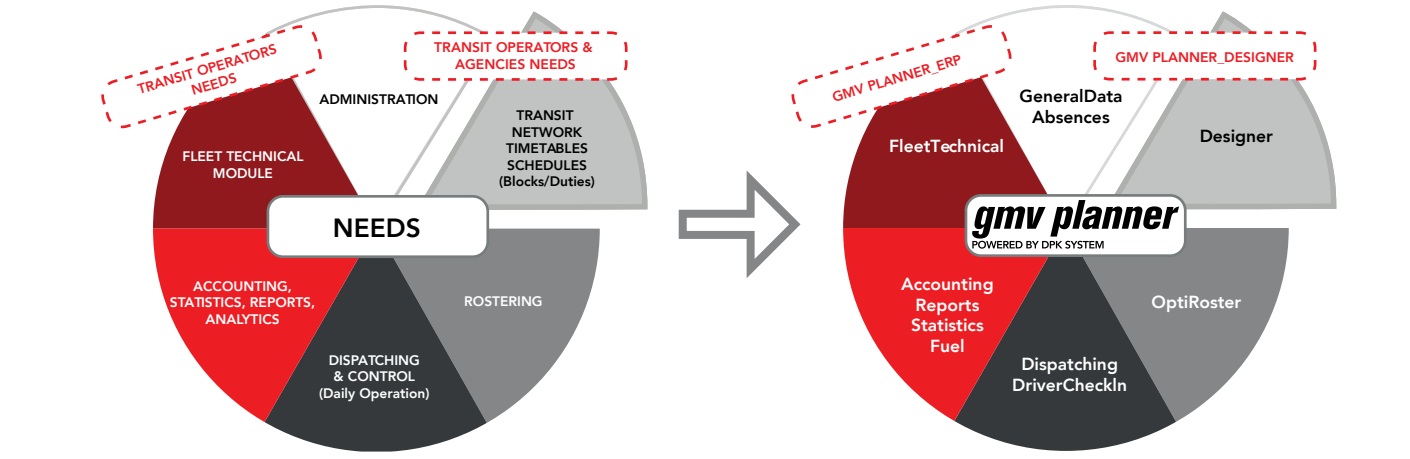 TRANSIT OPERATORS
NEEDS
TRANSIT OPERATORS &
AGENCIES NEEDS
ADMINISTRATION
TRANSIT
NETWORK
TIMETABLES
SCHEDULES
(Blocks/Duties)
FLEET TECHNICAL
MODULE
NEEDS
ACCOUNTING,
STATISTICS, REPORTS,
ANALYTICS
ROSTERING
DISPATCHING
& CONTROL
(Daily Operation)
GMV PLANNER_ERP
GMV PLANNER_DESIGNER
GeneralData
Absences
Designer
FleetTechnical
gmv planner
POWERED BY DPK SYSTEM
Accounting
Reports
Statistics
Fuel
OptiRoster
Dispatching
DriverCheckIn